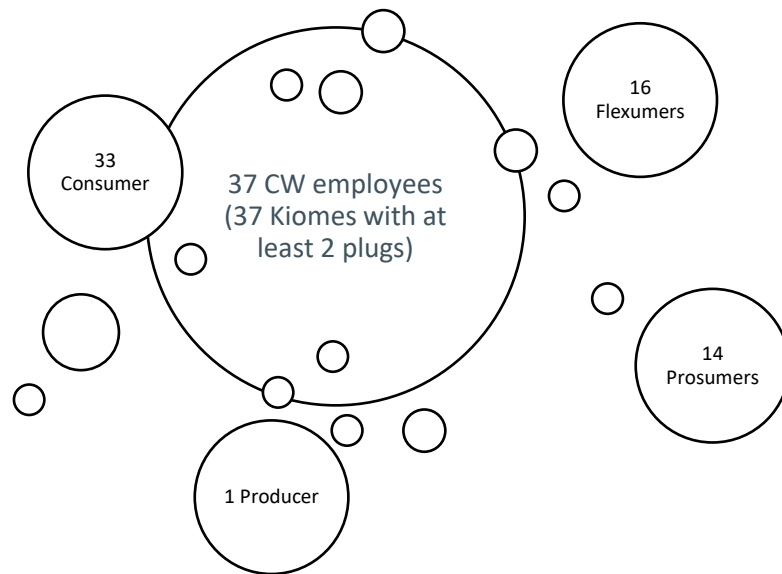 16
Flexumers
33
Consumer
37 CW employees
(37 Kiomes with at
least 2 plugs)
14
Prosumers
1 Producer